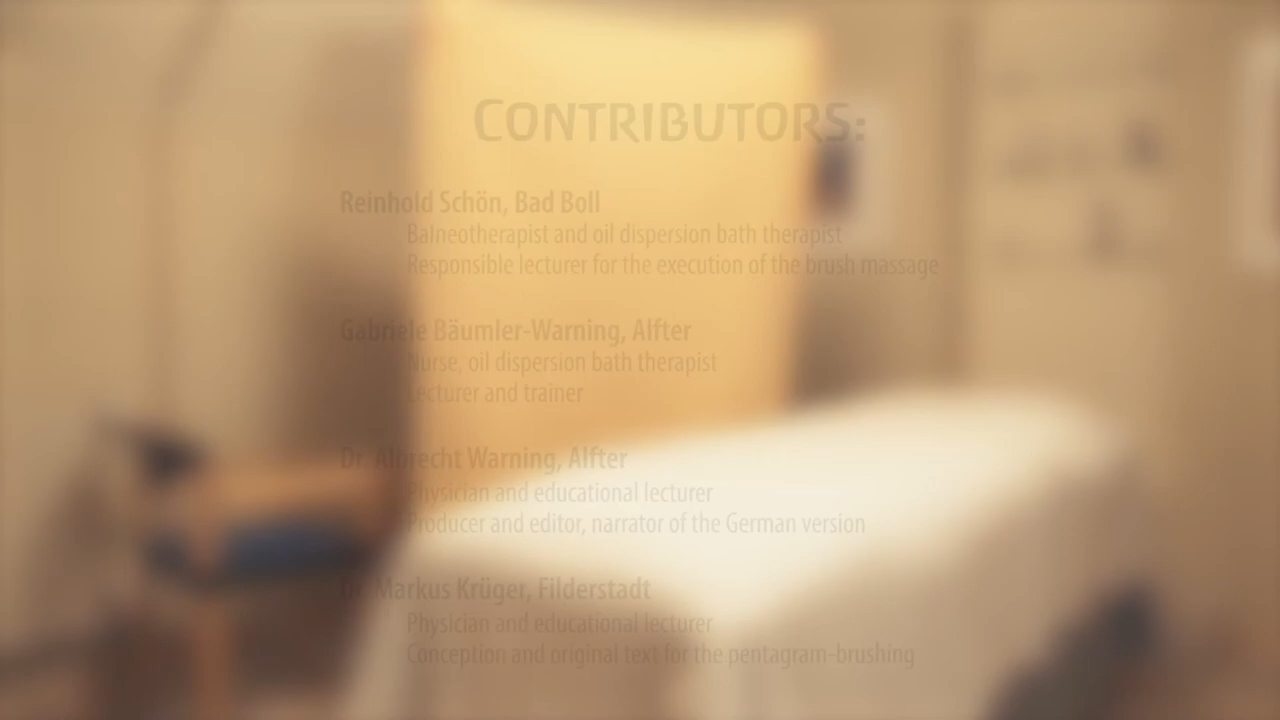 CONTRIBUTORS:
Reinhold Schön, Bad Boll
Balneotherapist and oil dispersion bath therapist
Responsible lecturer for the execution of the brush massage
Gabriele Bäumler-Warning, Alfter
Nurse, oil dispersion bath therapist
Lecturer and trainer
Dr. Albrecht Warning, Alfter
Physician and educational lecturer
Producer and editor, narrator of the German version
Dr. Markus Krüger, Filderstadt
Physician and educational lecturer
Conception and original text for the pentagram-brushing